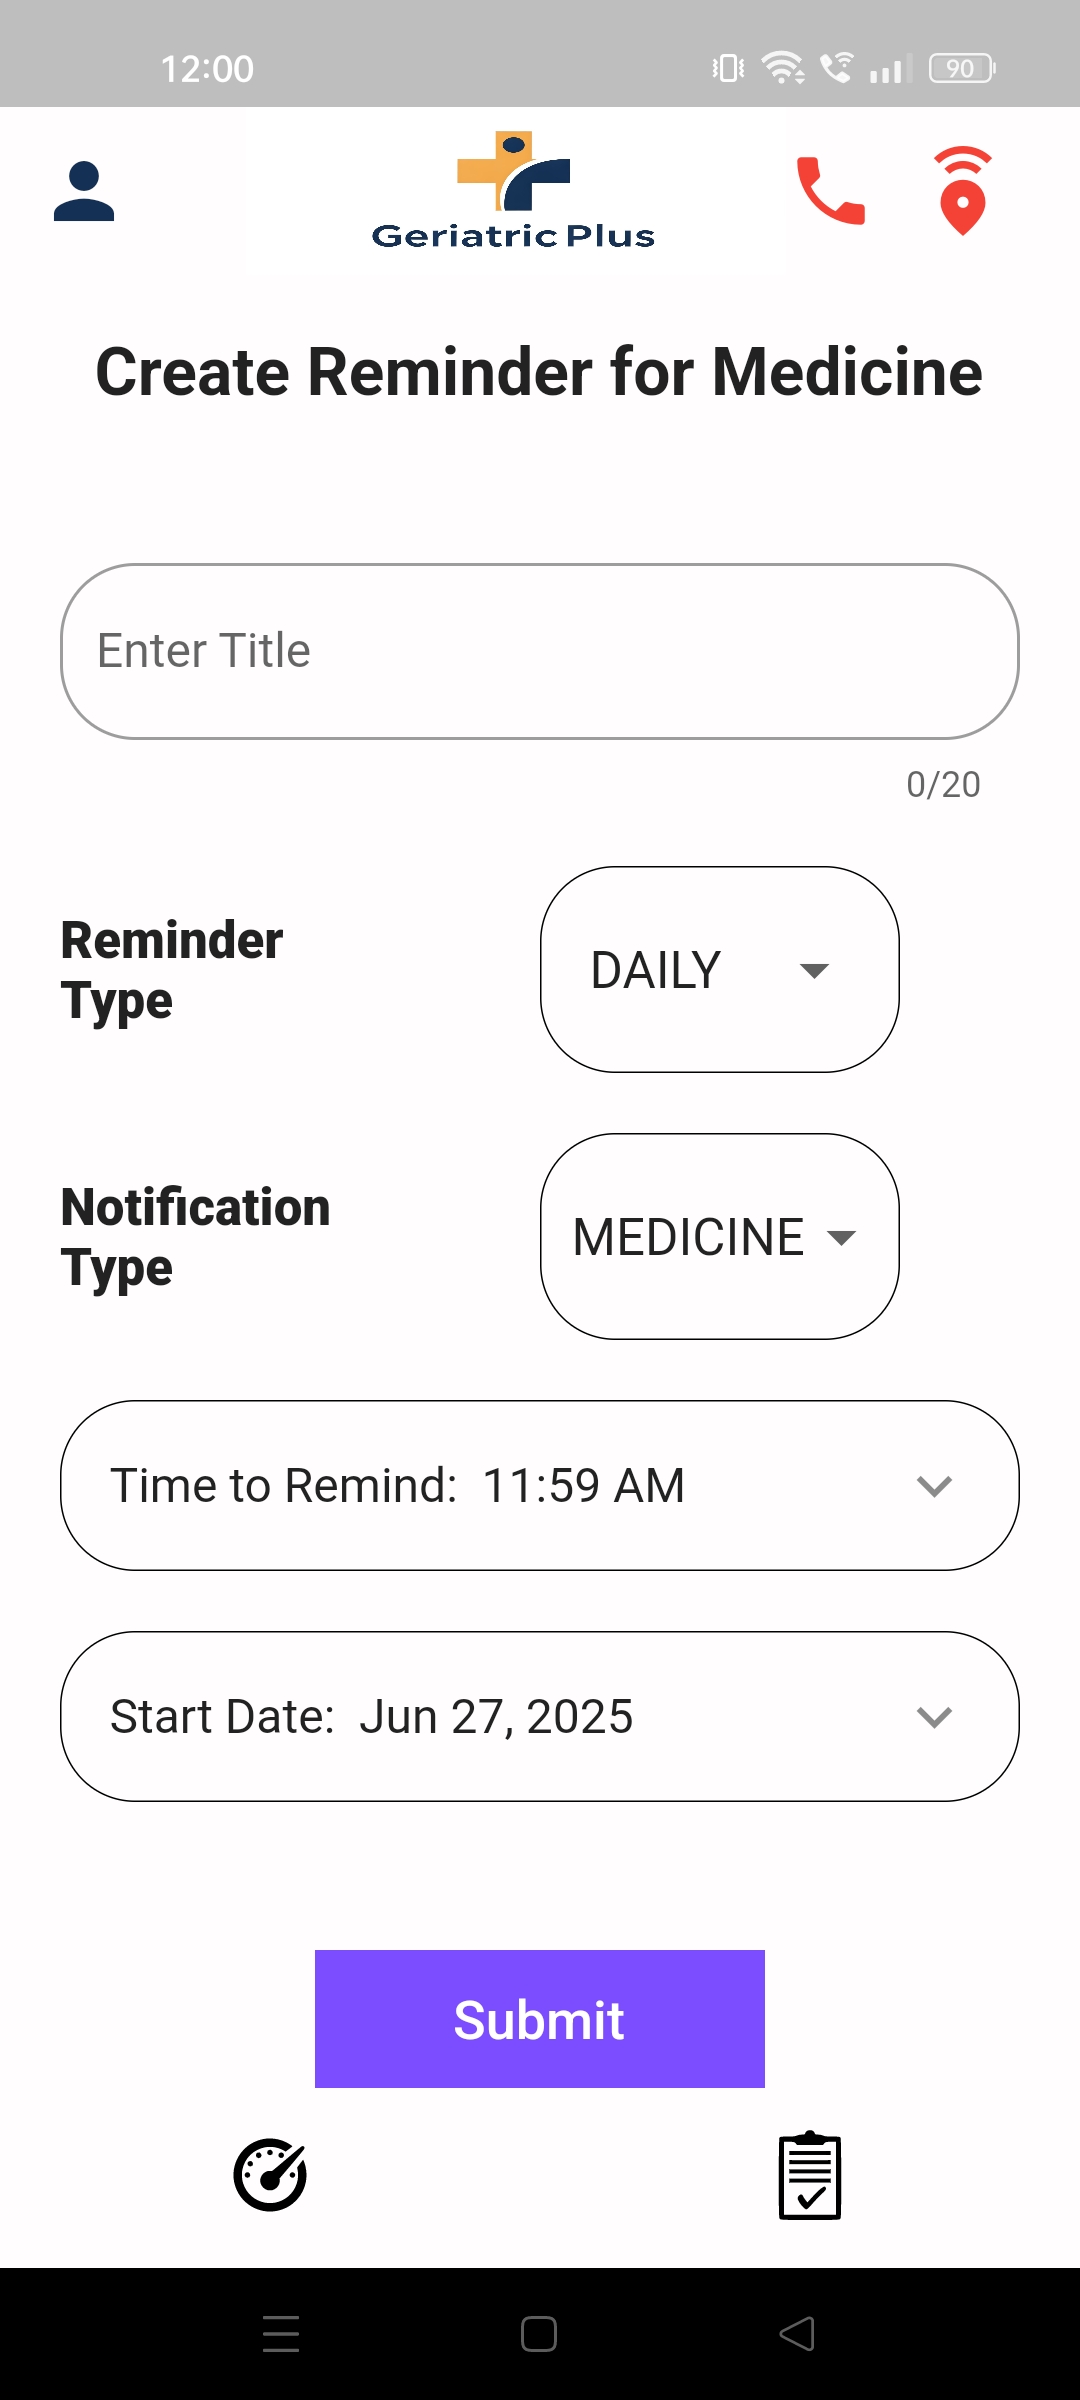 12:00
90
Geriatric Plus
Create Reminder for Medicine
Enter Title
0/20
Reminder
Type
DAILY
Notification
Type
MEDICINE
Time to Remind: 11:59 AM
Start Date: Jun 27, 2025
Submit